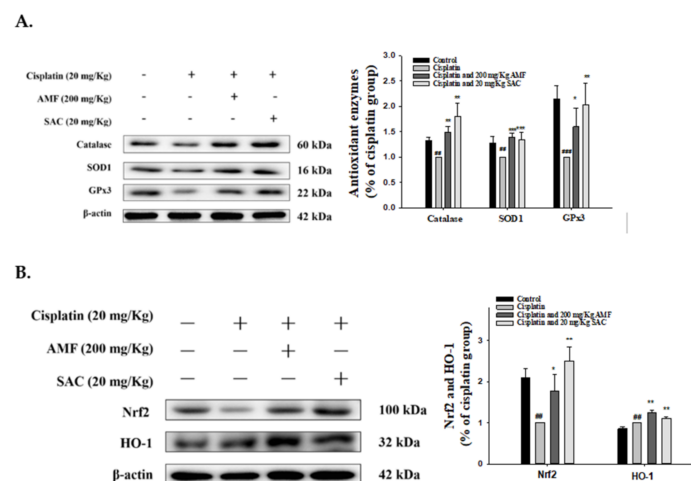 A.
Cisplatin (20 mg/Kg) - + + +
AMF (200 mg/Kg) - - + -
SAC (20 mg/Kg) - - - +
Catalase 60 kDa
SOD1 16 kDa
GPx3 22 kDa
β-actin 42 kDa
Antioxidant enzymes
(% of cisplatin group)
3.0
2.5
2.0
1.5
1.0
0.5
0.0
Control
Cisplatin
Cisplatin and 200 mg/Kg AMF
Cisplatin and 20 mg/Kg SAC
## ** **
## *** ***
### * **
Catalase SOD1 GPx3
B.
Cisplatin (20 mg/Kg) — + + +
AMF (200 mg/Kg) — — + —
SAC (20 mg/Kg) — — — +
Nrf2 100 kDa
HO-1 32 kDa
β-actin 42 kDa
Nrf2 and HO-1
(% of cisplatin group)
3
2
1
0
Control
Cisplatin
Cisplatin and 200 mg/Kg AMF
Cisplatin and 20 mg/Kg SAC
## * **
## ** **
Nrf2 HO-1